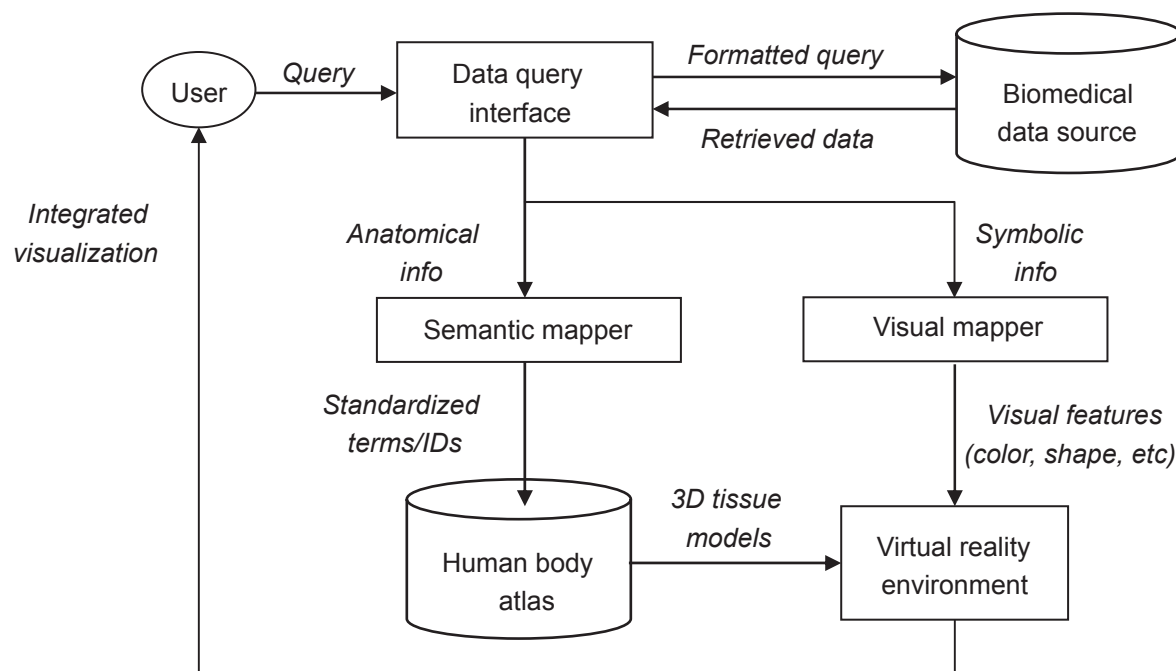 Query
User
Data query
interface
Formatted query
Retrieved data
Biomedical
data source
Integrated
visualization
Anatomical
info
Symbolic
info
Semantic mapper
Visual mapper
Standardized
terms/IDs
Visual features
(color, shape, etc)
Human body
atlas
3D tissue
models
Virtual reality
environment